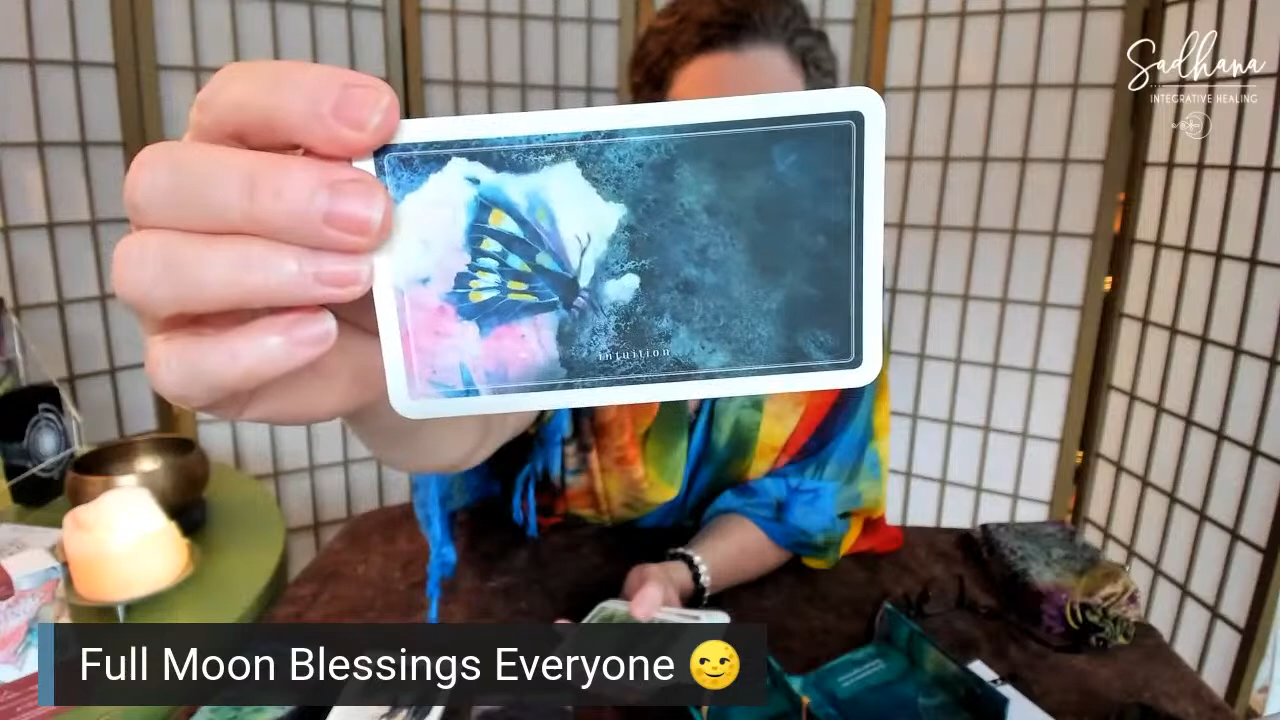 Sadhana
INTEGRATIVE HEALING
intuition
Full Moon Blessings Everyone 🌝